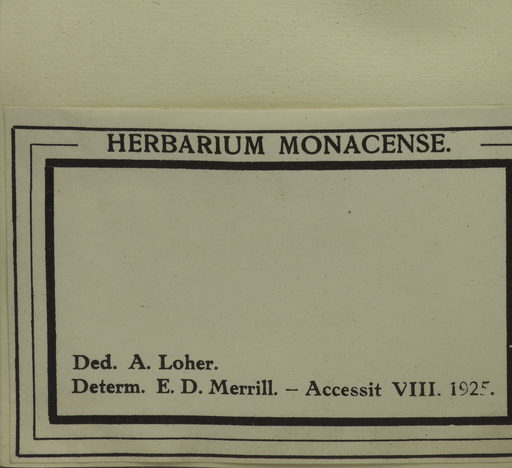 HERBARIUM MONACENSE.
Ded. A. Loher.
Determ. E. D. Merrill. – Accessit VIII. 1925.